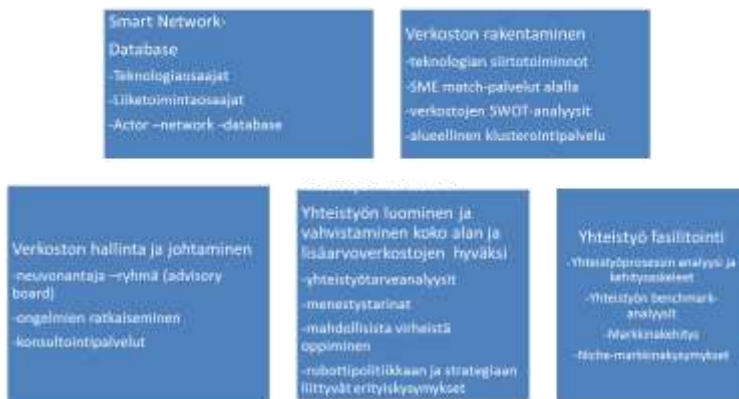 Smart Network-
Database
-Teknologiaosaajat
-Liiketoimintaosaajat
-Actor –network -database
Verkoston rakentaminen
-teknologian siirtotoiminnot
-SME match-palvelut alalla
-verkostojen SWOT-analyysit
-alueellinen klusterointipalvelu
Verkoston hallinta ja johtaminen
-neuvonantaja –ryhmä (advisory
board)
-ongelmien ratkaiseminen
-konsultointipalvelut
Yhteistyön luominen ja
vahvistaminen koko alan ja
lisäarvoverkostojen hyväksi
-yhteistyötarveanalyysit
-menestystarinat
-mahdollisista virheistä
oppiminen
-robottipolitiikkaan ja strategiaan
liittyvät erityiskysymykset
Yhteistyö fasilitointi
-Yhteistyöprosessin analyysi ja
kehitysaskeleet
-Yhteistyön benchmark-
analyysit
-Markkinakehitys
-Niche-markkinakysymykset